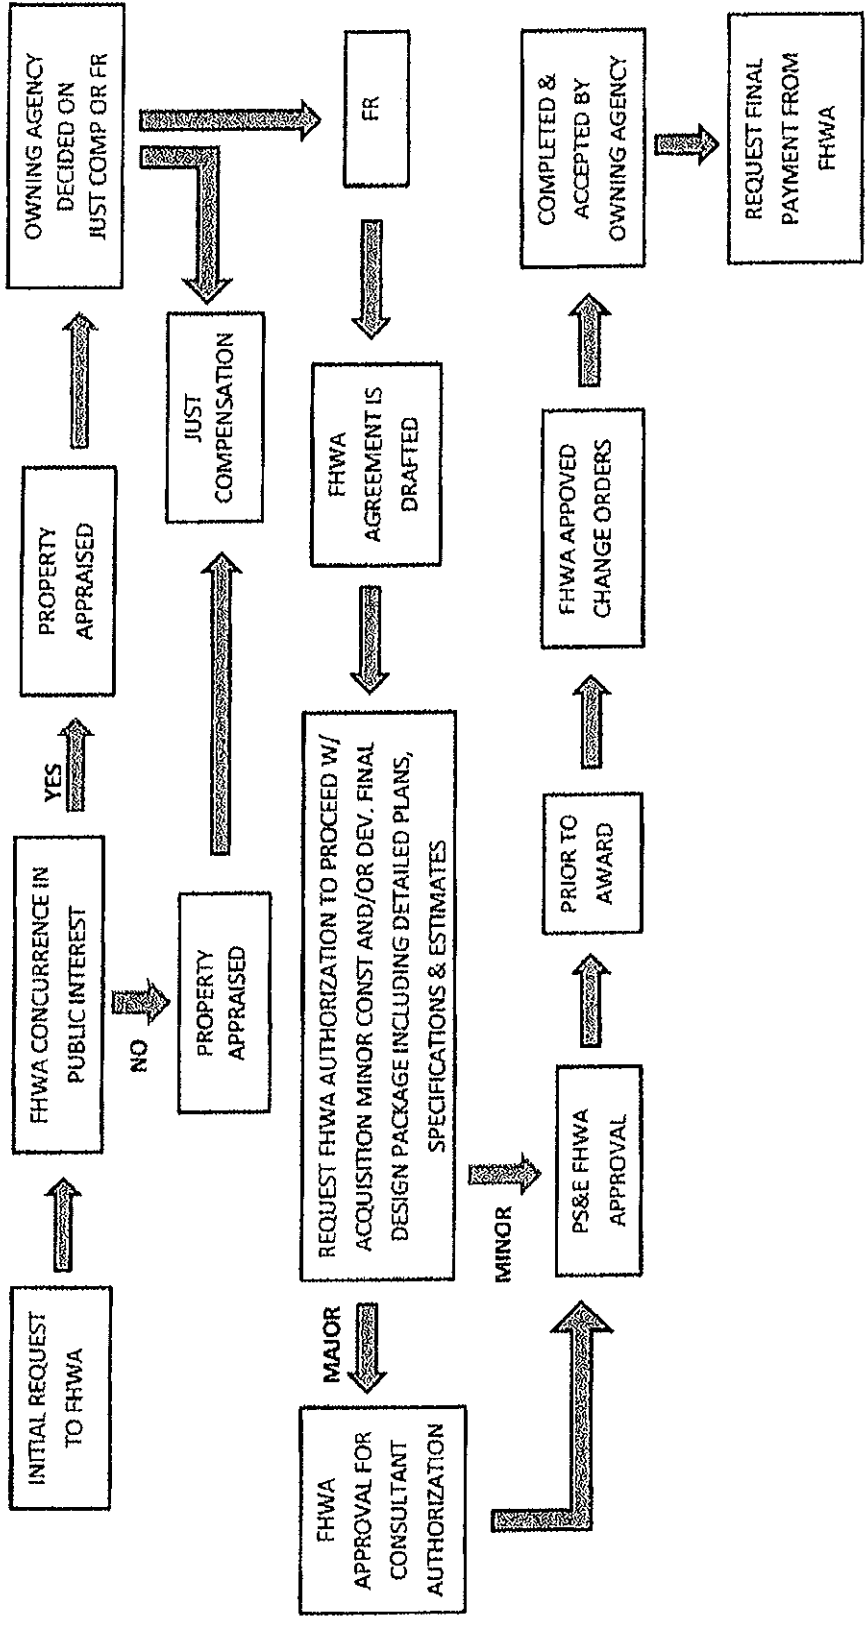 INITIAL REQUEST
TO FHWA
FHWA CONCURRENCE IN
PUBLIC INTEREST
YES
PROPERTY
APPRAISED
OWNING AGENCY
DECIDED ON
JUST COMP OR FR
NO
PROPERTY
APPRAISED
JUST
COMPENSATION
FR
FHWA
AGREEMENT IS
DRAFTED
REQUEST FHWA AUTHORIZATION TO PROCEED W/
ACQUISITION MINOR CONST AND/OR DEV. FINAL
DESIGN PACKAGE INCLUDING DETAILED PLANS,
SPECIFICATIONS & ESTIMATES
MAJOR
FHWA
APPROVAL FOR
CONSULTANT
AUTHORIZATION
MINOR
PS&E FHWA
APPROVAL
PRIOR TO
AWARD
FHWA APPOVED
CHANGE ORDERS
COMPLETED &
ACCEPTED BY
OWNING AGENCY
REQUEST FINAL
PAYMENT FROM
FHWA